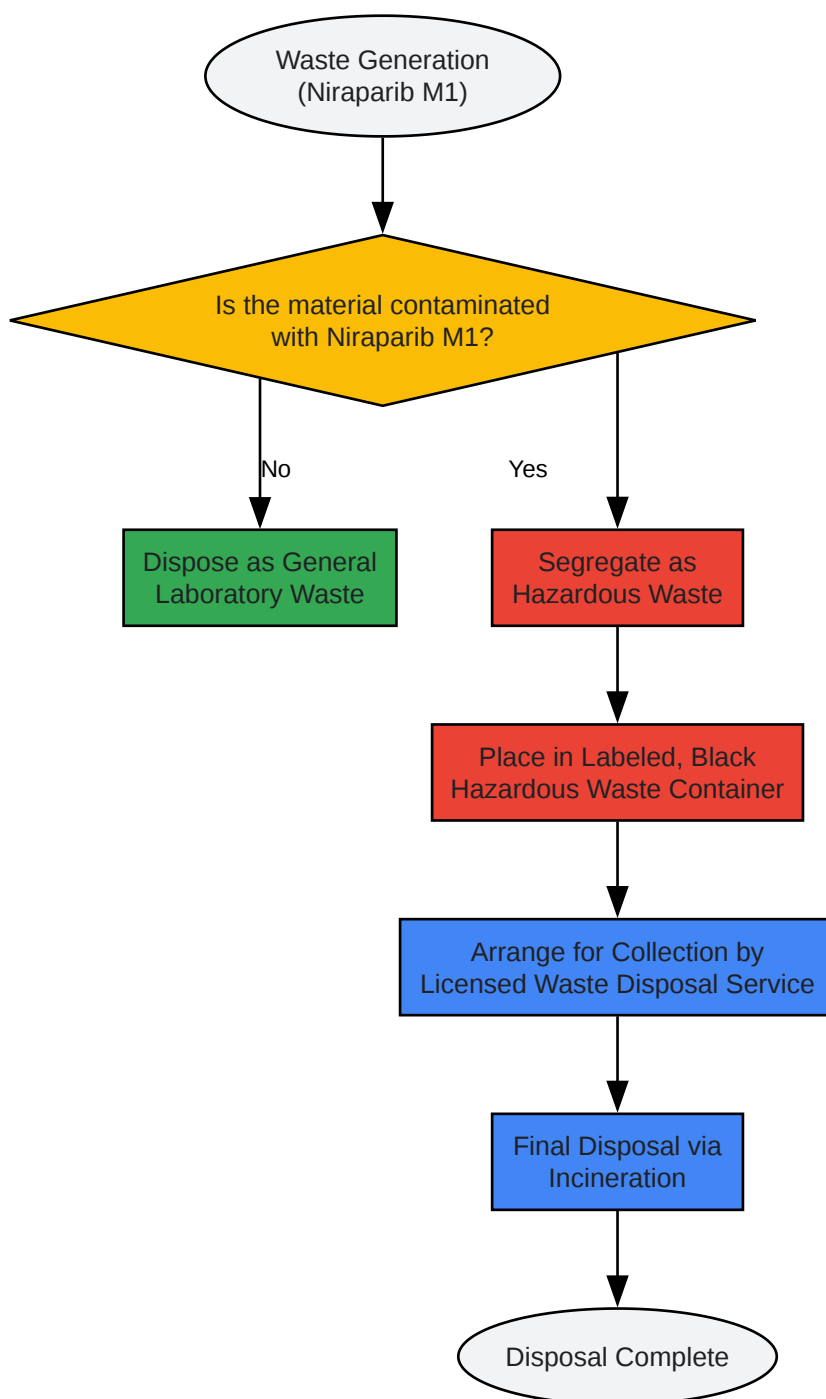 Waste Generation
(Niraparib M1)
Is the material contaminated
with Niraparib M1?
No
Yes
Dispose as General
Laboratory Waste
Segregate as
Hazardous Waste
Place in Labeled, Black
Hazardous Waste Container
Arrange for Collection by
Licensed Waste Disposal Service
Final Disposal via
Incineration
Disposal Complete